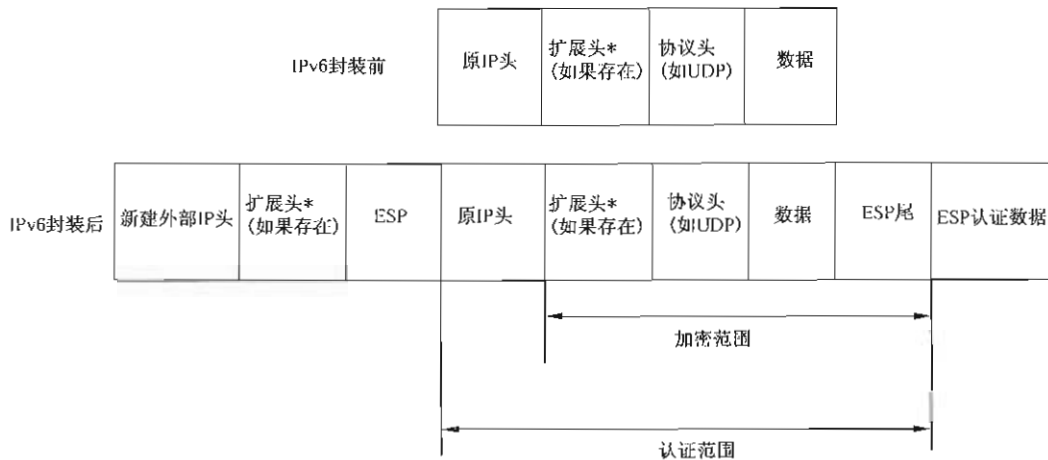 IPv6封装前
原IP头
扩展头*
(如果存在)
协议头
(如UDP)
数据
IPv6封装后
新建外部IP头
扩展头*
(如果存在)
ESP
原IP头
扩展头*
(如果存在)
协议头
(如UDP)
数据
ESP尾
ESP认证数据
加密范围
认证范围